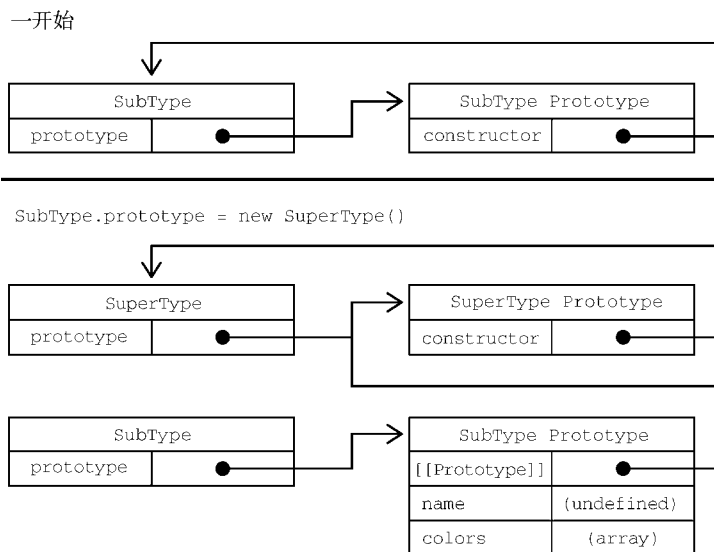 一开始
SubType
SubType Prototype
prototype
constructor
SubType.prototype = new SuperType()
SuperType
SuperType Prototype
prototype
constructor
SubType
SubType Prototype
prototype
[[Prototype]]
name
(undefined)
colors
(array)